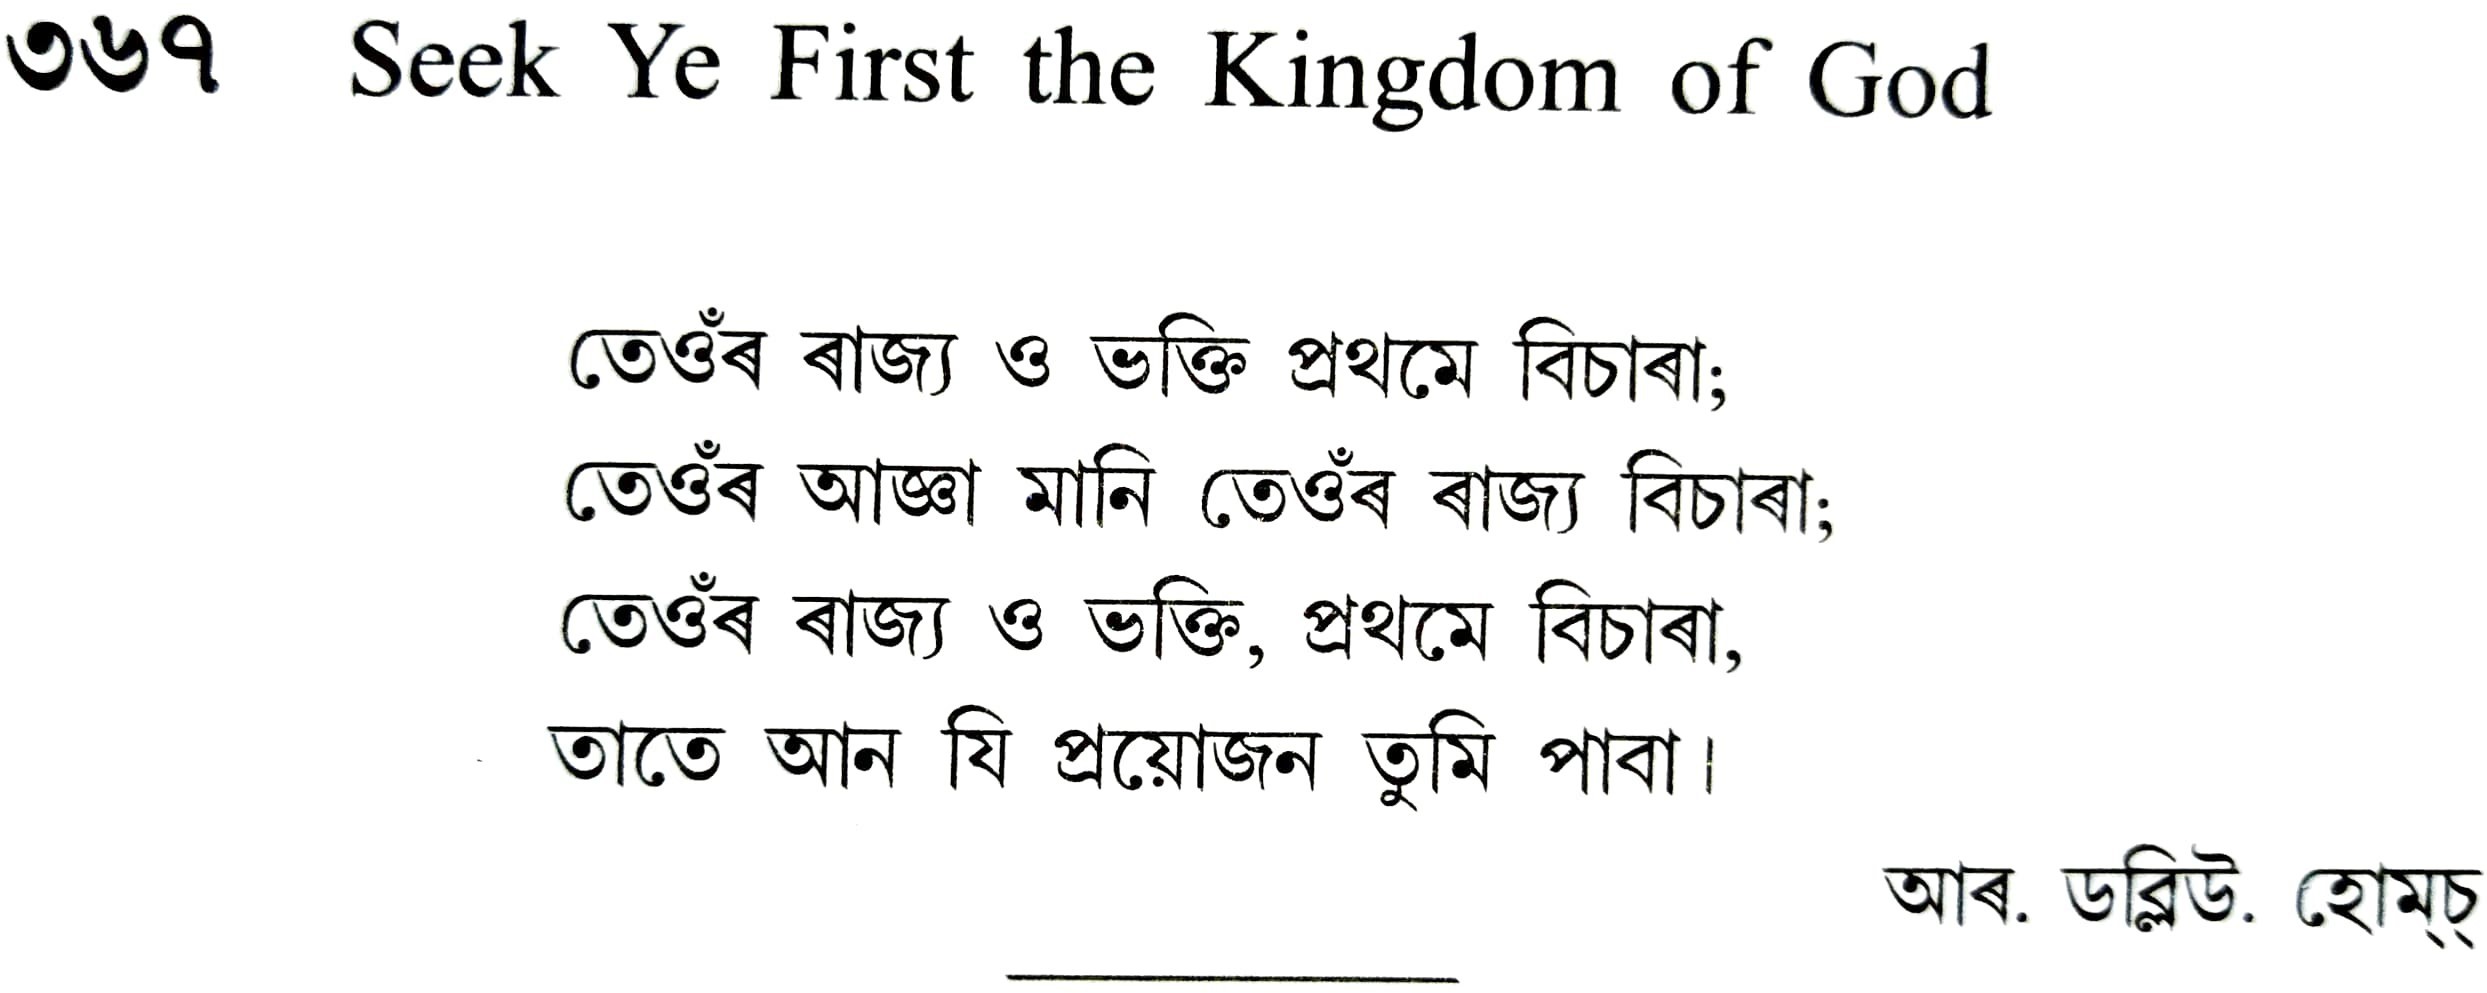 ৩৬৭ Seek Ye First the Kingdom of God
তেওঁৰ ৰাজ্য ও ভক্তি প্ৰথমে বিচাৰা;
তেওঁৰ আজ্ঞা মানি তেওঁৰ ৰাজ্য বিচাৰা;
তেওঁৰ ৰাজ্য ও ভক্তি, প্ৰথমে বিচাৰা,
তাতে আন যি প্ৰয়োজন তুমি পাবা।
আৰ. ডব্লিউ. হোম্চ্